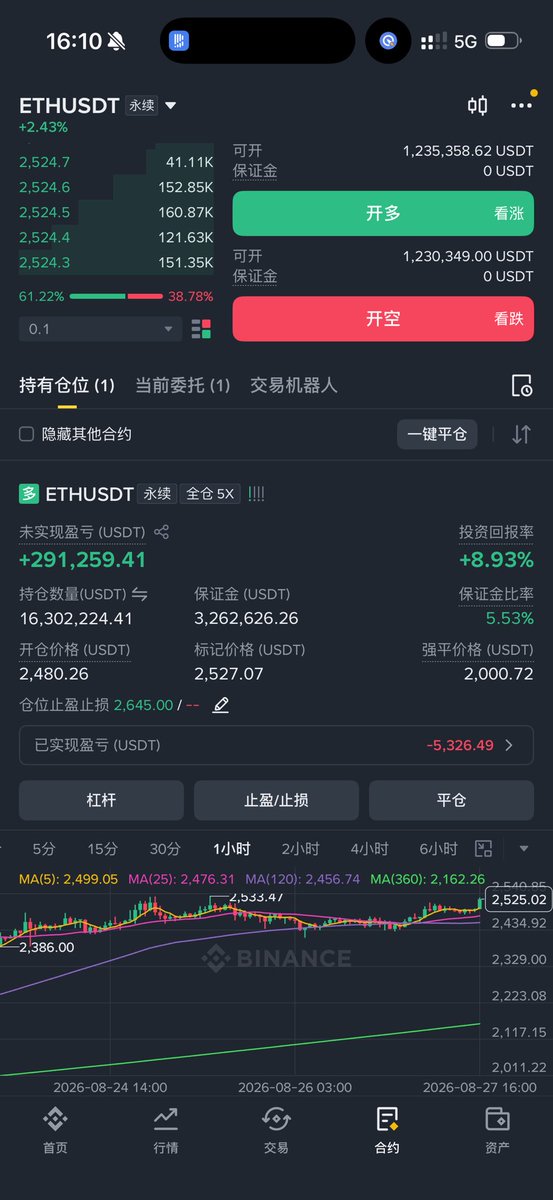 16:10
5G
ETHUSDT 永续
+2.43%
2,524.7 41.11K
2,524.6 152.85K
2,524.5 160.87K
2,524.4 121.63K
2,524.3 151.35K
61.22% 38.78%
0.1
可开 1,235,358.62 USDT
保证金 0 USDT
开多 看涨
可开 1,230,349.00 USDT
保证金 0 USDT
开空 看跌
持有仓位 (1) 当前委托 (1) 交易机器人
隐藏其他合约 一键平仓
多 ETHUSDT 永续 全仓 5X !!!!
未实现盈亏 (USDT) 投资回报率
+291,259.41 +8.93%
持仓数量(USDT) 保证金 (USDT) 保证金比率
16,302,224.41 3,262,626.26 5.53%
开仓价格 (USDT) 标记价格 (USDT) 强平价格 (USDT)
2,480.26 2,527.07 2,000.72
仓位止盈止损 2,645.00 / --
已实现盈亏 (USDT) -5,326.49
杠杆 止盈/止损 平仓
5分 15分 30分 1小时 2小时 4小时 6小时
MA(5): 2,499.05 MA(25): 2,476.31 MA(120): 2,456.74 MA(360): 2,162.26
2,540.85
2,533.47
2,525.02
2,434.92
2,386.00
BINANCE
2,329.00
2,223.08
2,117.15
2,011.22
2026-08-24 14:00 2026-08-26 03:00 2026-08-27 16:00
首页 行情 交易 合约 资产